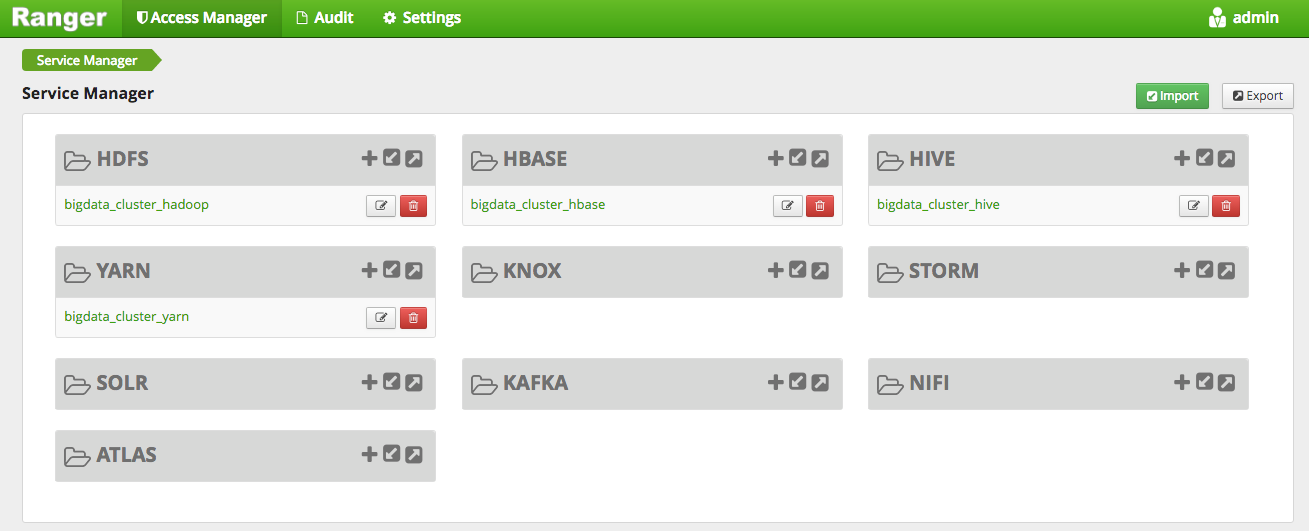 Ranger Access Manager Audit Settings admin
Service Manager
Service Manager
Import Export
HDFS HBASE HIVE
bigdata_cluster_hadoop bigdata_cluster_hbase bigdata_cluster_hive
YARN KNOX STORM
bigdata_cluster_yarn
SOLR KAFKA NIFI
ATLAS